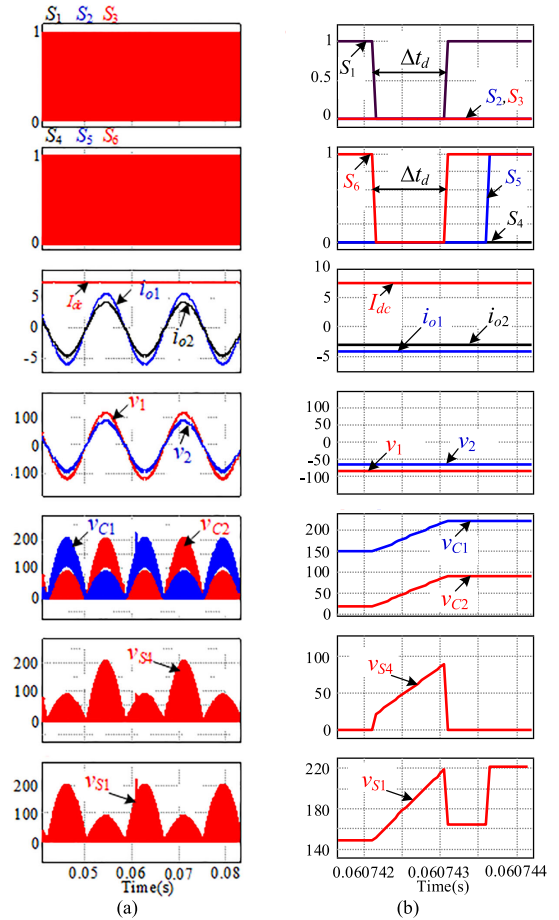 S1 S2 S3
1
0
S4 S5 S6
1
0
5
0
-5
Idc
io1
io2
100
0
-100
v1
v2
200
100
0
vC1
vC2
200
100
0
vS4
200
100
0
vS1
0.05 0.06 0.07 0.08
Time(s)
(a)
1
0.5
0
S1
Δtd
S2,S3
1
0
S6
Δtd
S5
S4
10
5
0
-5
Idc
io1
io2
100
50
0
-50
-100
v1
v2
200
150
100
50
0
vC1
vC2
100
50
0
vS4
220
180
140
vS1
0.060742 0.060743 0.060744
Time(s)
(b)